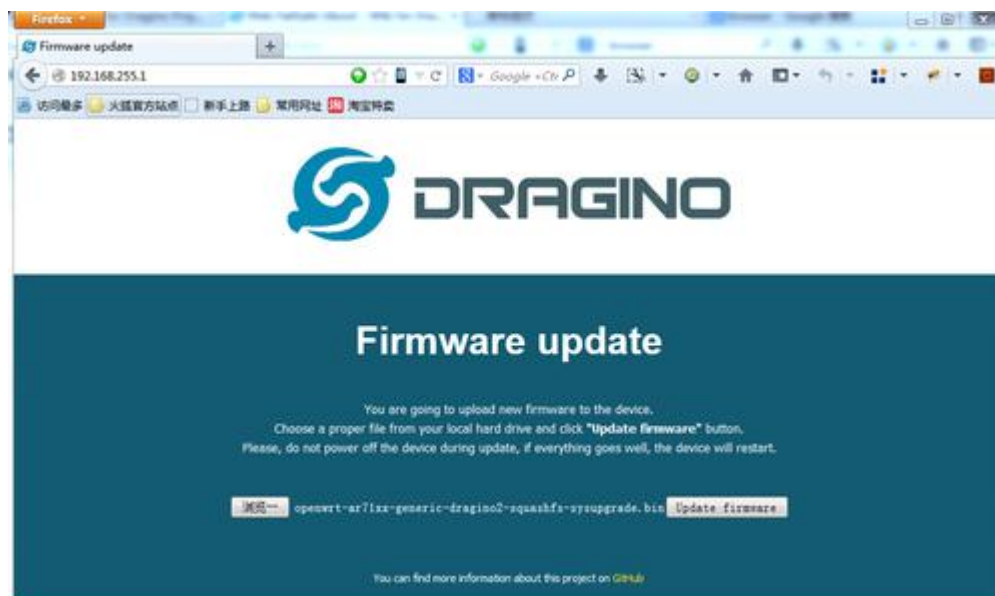 Firefox
Firmware update
192.168.255.1
Google
访问最多 火狐官方站点 新手上路 常用网址 淘宝特卖
DRAGINO
Firmware update
You are going to upload new firmware to the device.
Choose a proper file from your local hard drive and click "Update firmware" button.
Please, do not power off the device during update, if everything goes well, the device will restart.
openwrt-ar71xx-generic-dragino2-squashfs-sysupgrade.bin Update firmware
You can find more information about this project on GitHub